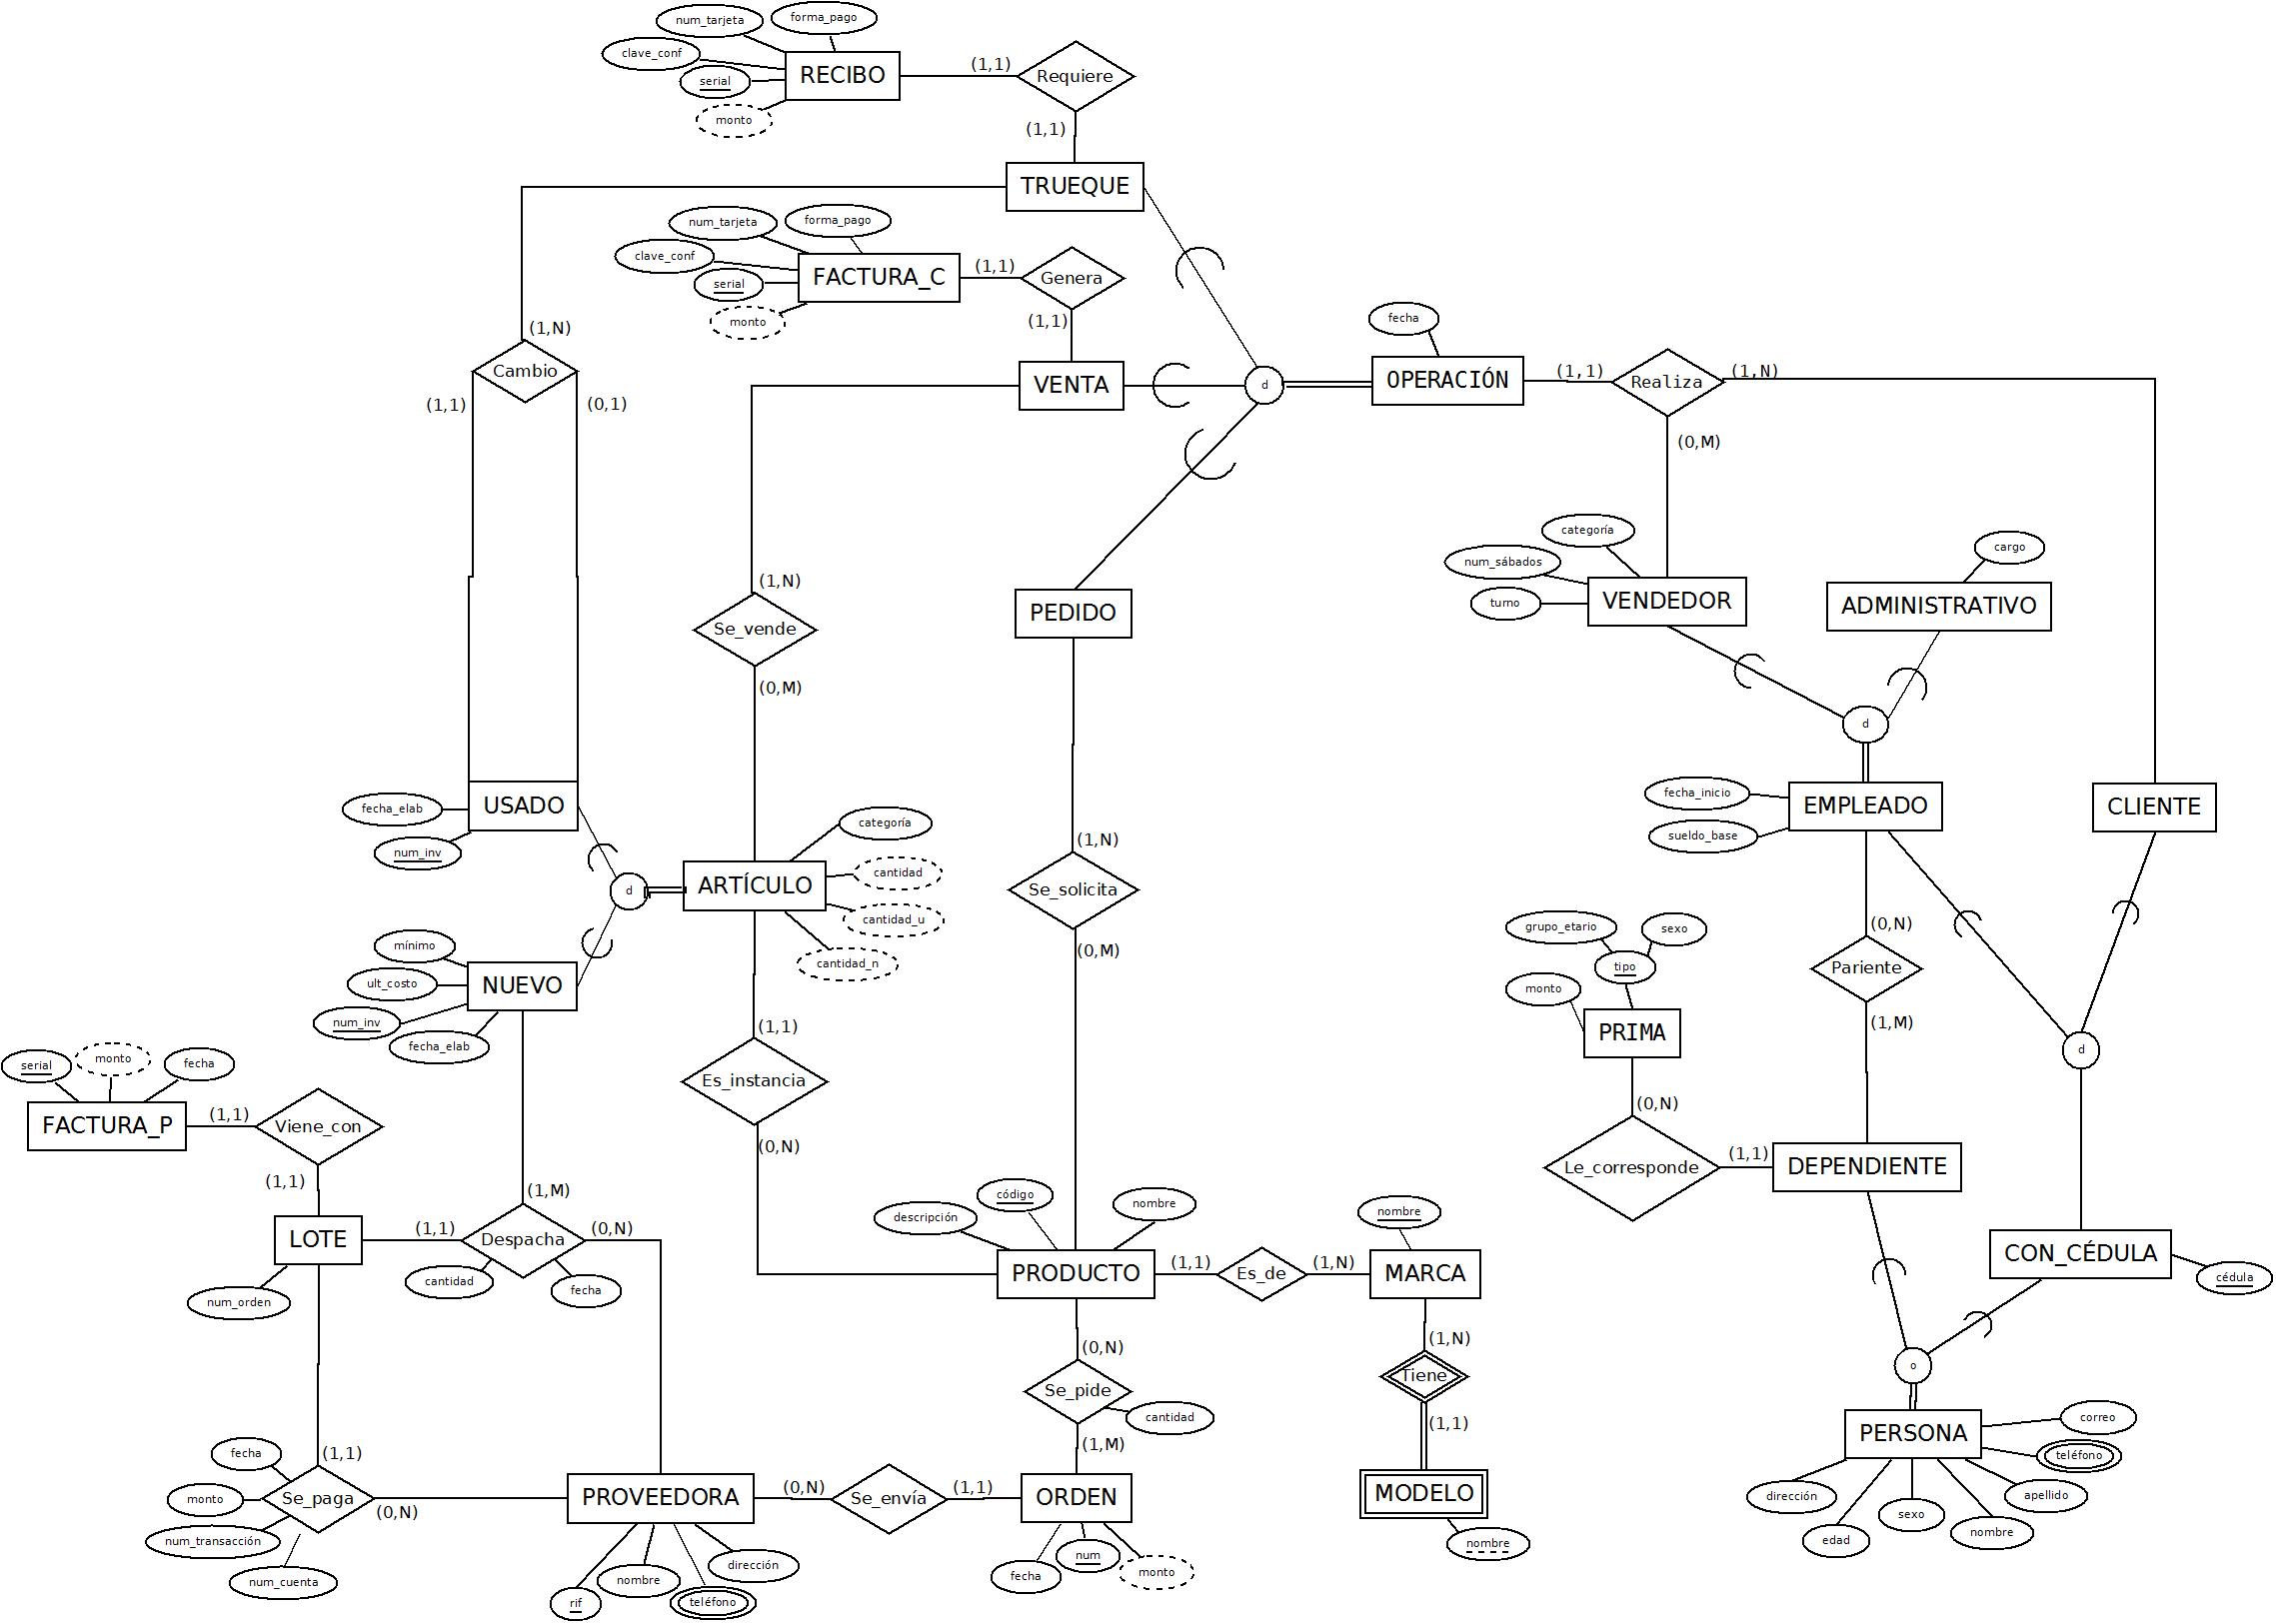 num_tarjeta
forma_pago
clave_conf
serial
monto
RECIBO
(1,1)
Requiere
(1,1)
TRUEQUE
num_tarjeta
forma_pago
clave_conf
serial
monto
FACTURA_C
(1,1)
Genera
(1,1)
(1,N)
Cambio
(1,1)
(0,1)
VENTA
d
fecha
OPERACIÓN
(1,1)
Realiza
(1,N)
(0,M)
categoría
num_sábados
turno
VENDEDOR
cargo
ADMINISTRATIVO
(1,N)
Se_vende
(0,M)
PEDIDO
d
fecha_elab
USADO
num_inv
categoría
cantidad
cantidad_u
cantidad_n
d
ARTÍCULO
(1,N)
Se_solicita
(0,M)
fecha_inicio
sueldo_base
EMPLEADO
CLIENTE
mínimo
ult_costo
num_inv
fecha_elab
NUEVO
grupo_etario
sexo
tipo
monto
PRIMA
(0,N)
Pariente
(1,M)
d
(1,1)
Es_instancia
(0,N)
serial
monto
fecha
FACTURA_P
(1,1)
Viene_con
(1,1)
(0,N)
Le_corresponde
(1,1)
DEPENDIENTE
LOTE
num_orden
(1,1)
(1,M)
Despacha
(0,N)
cantidad
fecha
descripción
código
nombre
PRODUCTO
(1,1)
Es_de
(1,N)
nombre
MARCA
CON_CÉDULA
cédula
(0,N)
Se_pide
cantidad
(1,M)
(1,N)
Tiene
(1,1)
MODELO
nombre
o
PERSONA
correo
teléfono
apellido
nombre
sexo
edad
dirección
fecha
monto
num_transacción
num_cuenta
(1,1)
Se_paga
(0,N)
PROVEEDORA
(0,N)
Se_envía
(1,1)
ORDEN
rif
nombre
teléfono
dirección
fecha
num
monto